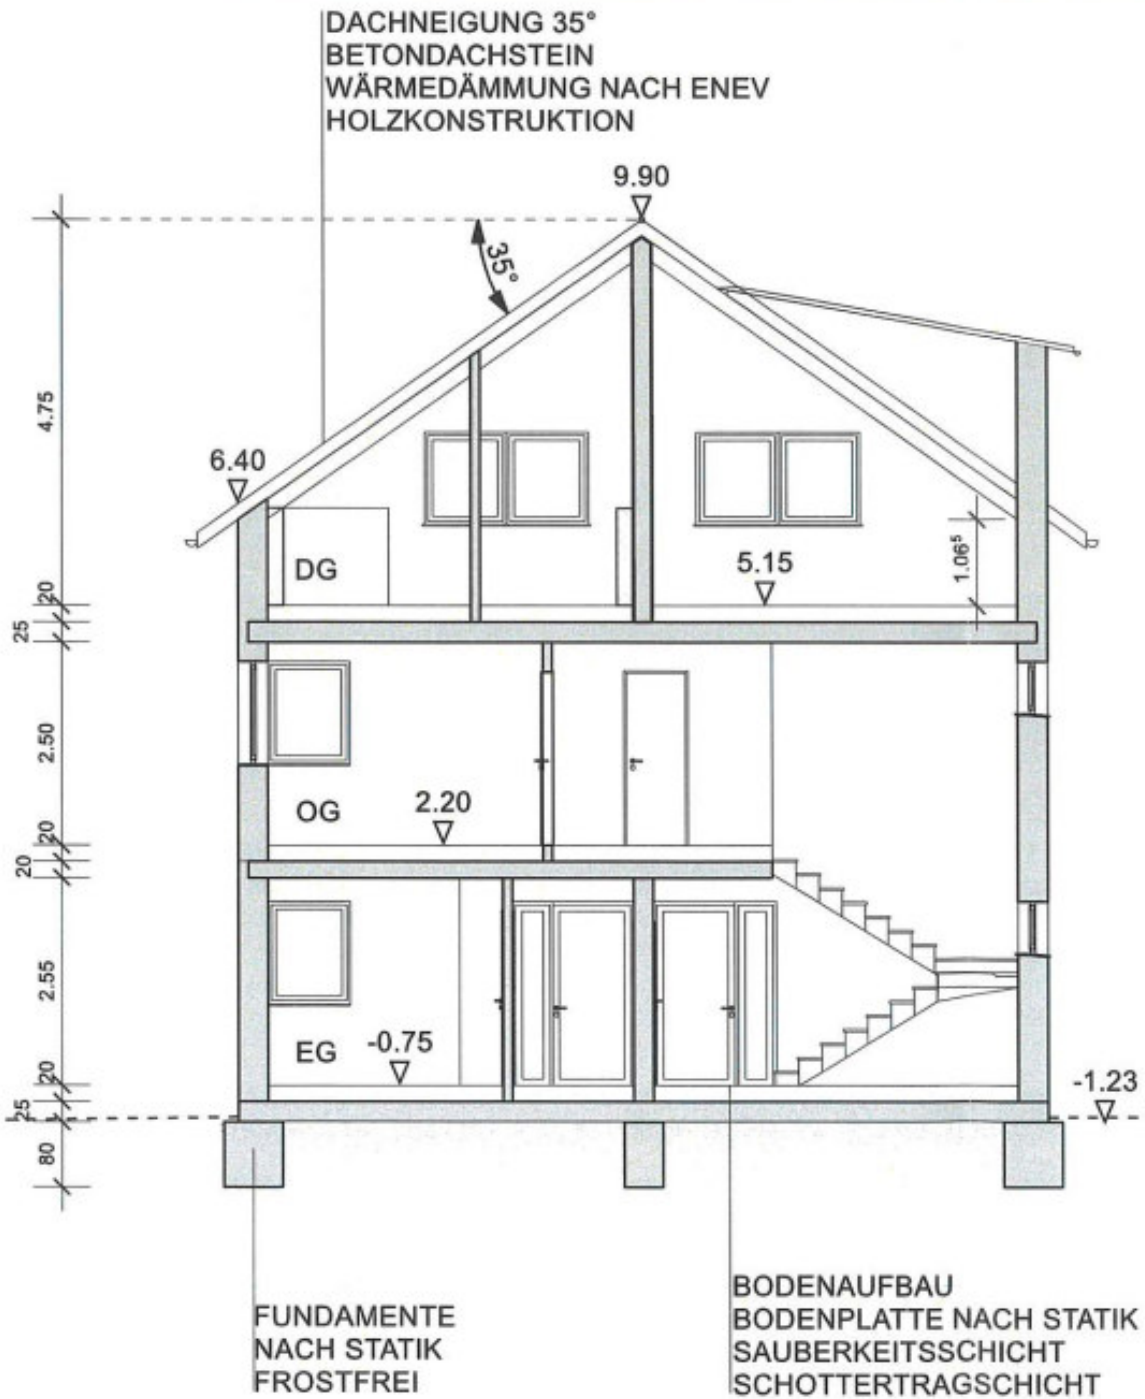 DACHNEIGUNG 35°
BETONDACHSTEIN
WÄRMEDÄMMUNG NACH ENEV
HOLZKONSTRUKTION
9.90
35°
4.75
6.40
DG
5.15
1.06⁵
20
25
2.50
OG
2.20
20
20
2.55
EG
-0.75
20
-1.23
25
80
FUNDAMENTE
NACH STATIK
FROSTFREI
BODENAUFBAU
BODENPLATTE NACH STATIK
SAUBERKEITSSCHICHT
SCHOTTERTRAGSCHICHT